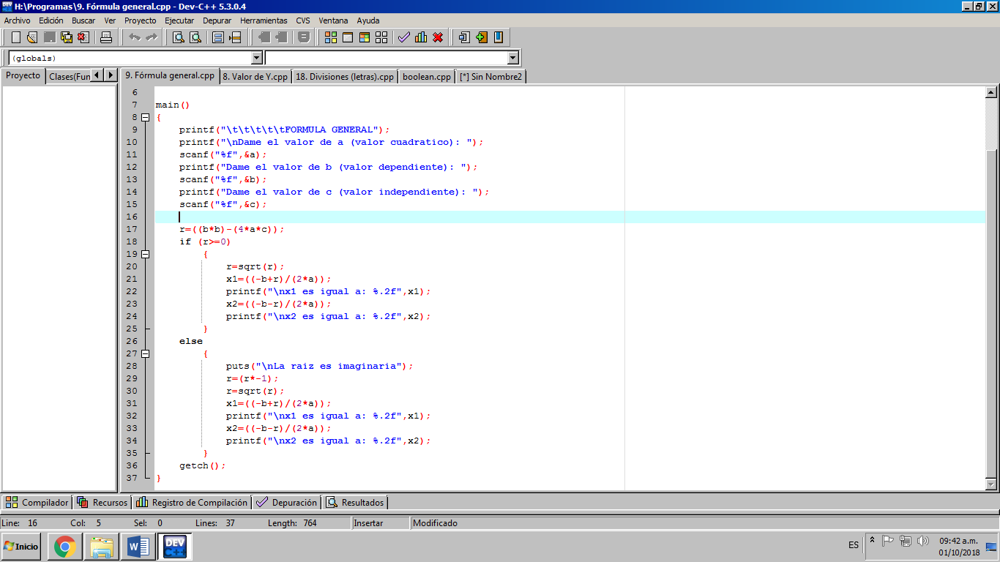 H:\Programas\9. Fórmula general.cpp - Dev-C++ 5.3.0.4
Archivo Edición Buscar Ver Proyecto Ejecutar Depurar Herramientas CVS Ventana Ayuda
(globals)
Proyecto Clases(Fun 9. Fórmula general.cpp 8. Valor de Y.cpp 18. Divisiones (letras).cpp boolean.cpp [*] Sin Nombre2
6
7 main()
8 {
9 printf("\t\t\t\t\tFORMULA GENERAL");
10 printf("\nDame el valor de a (valor cuadratico): ");
11 scanf("%f",&a);
12 printf("Dame el valor de b (valor dependiente): ");
13 scanf("%f",&b);
14 printf("Dame el valor de c (valor independiente): ");
15 scanf("%f",&c);
16
17 r=((b*b)-(4*a*c));
18 if (r>=0)
19 {
20 r=sqrt(r);
21 x1=((-b+r)/(2*a));
22 printf("\nx1 es igual a: %.2f",x1);
23 x2=((-b-r)/(2*a));
24 printf("\nx2 es igual a: %.2f",x2);
25 }
26 else
27 {
28 puts("\nLa raiz es imaginaria");
29 r=(r*-1);
30 r=sqrt(r);
31 x1=((-b+r)/(2*a));
32 printf("\nx1 es igual a: %.2f",x1);
33 x2=((-b-r)/(2*a));
34 printf("\nx2 es igual a: %.2f",x2);
35 }
36 getch();
37 }
Compilador Recursos Registro de Compilación Depuración Resultados
Line: 16 Col: 5 Sel: 0 Lines: 37 Length: 764 Insertar Modificado
Inicio DEV C++ ES 09:42 a.m.
01/10/2018